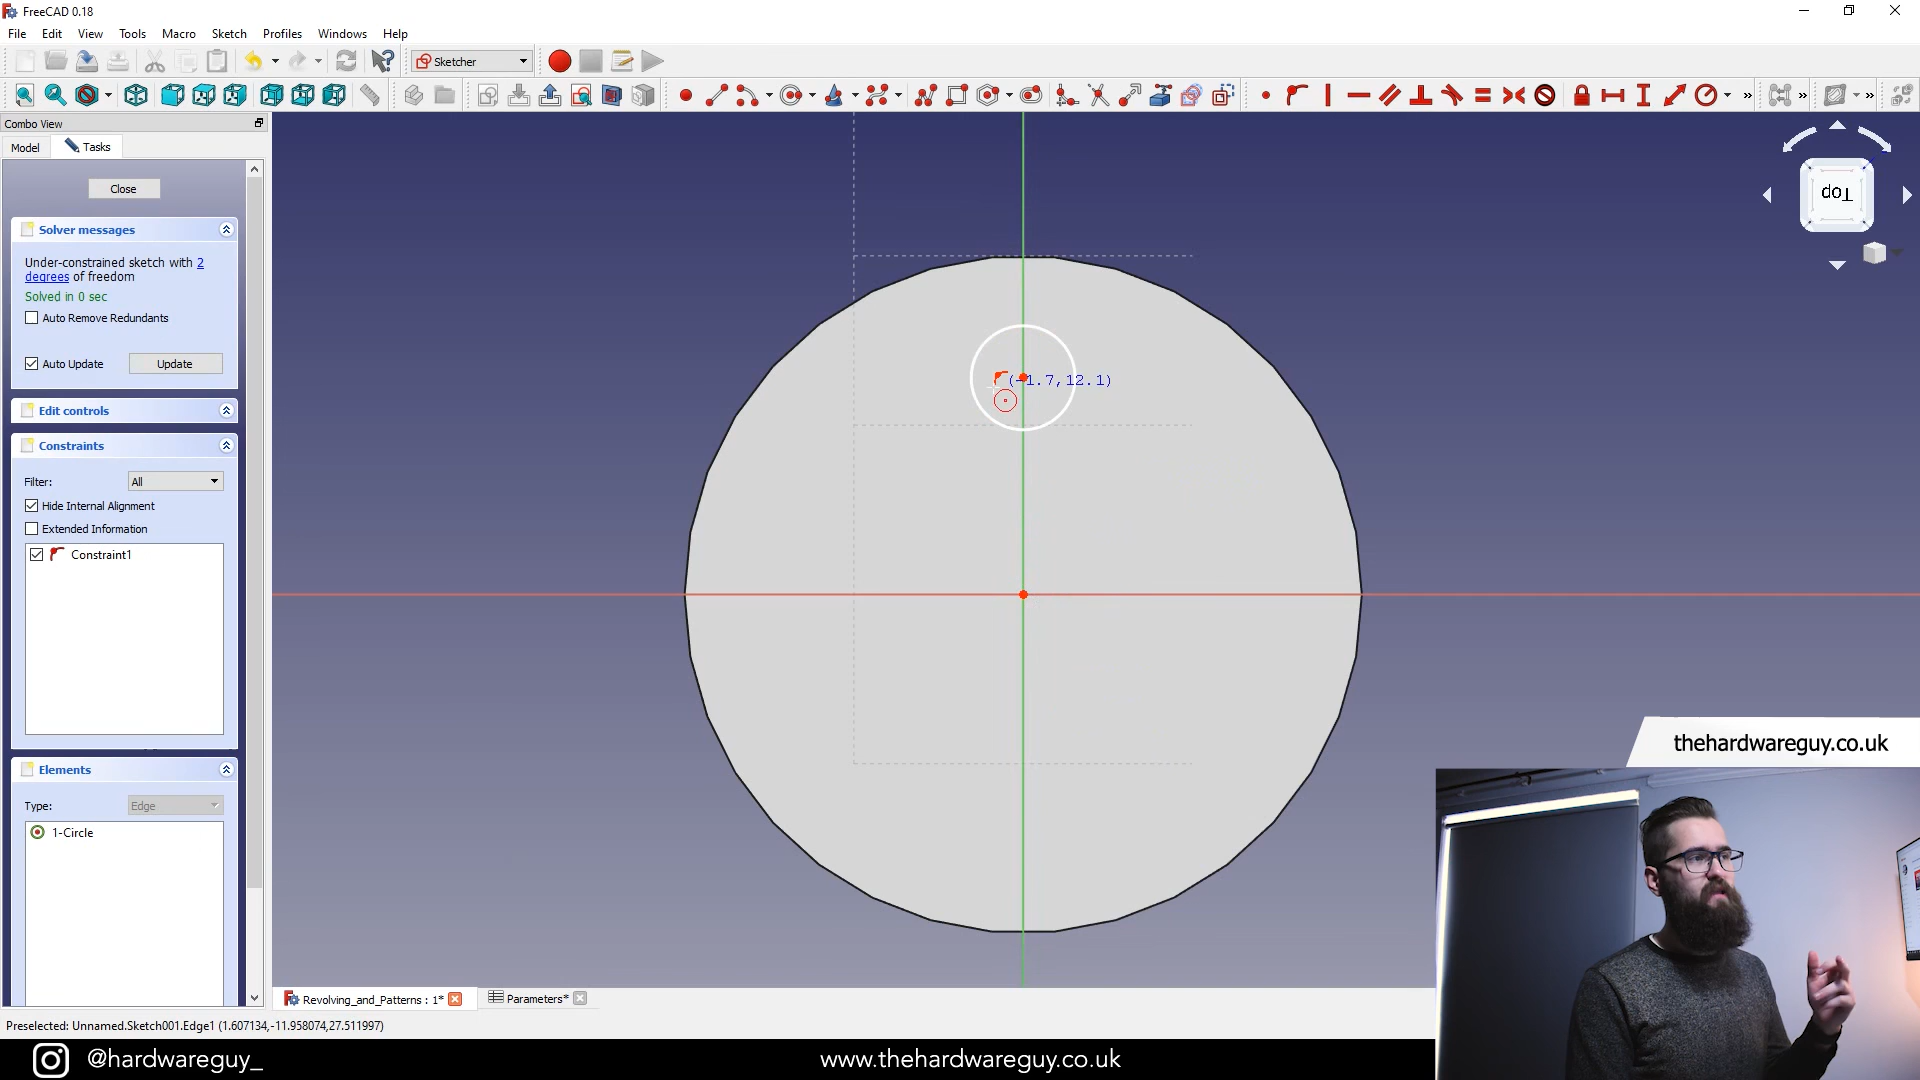 FreeCAD 0.18
File Edit View Tools Macro Sketch Profiles Windows Help
Sketcher
Combo View
Model Tasks
Close
Solver messages
Under-constrained sketch with 2
degrees of freedom
Solved in 0 sec
Auto Remove Redundants
Auto Update Update
Edit controls
Constraints
Filter: All
Hide Internal Alignment
Extended Information
Constraint1
Elements
Type: Edge
1-Circle
(-1.7,12.1)
Top
thehardwareguy.co.uk
Revolving_and_Patterns : 1* Parameters*
Preselected: Unnamed.Sketch001.Edge1 (1.607134,-11.958074,27.511997)
@hardwareguy_ www.thehardwareguy.co.uk